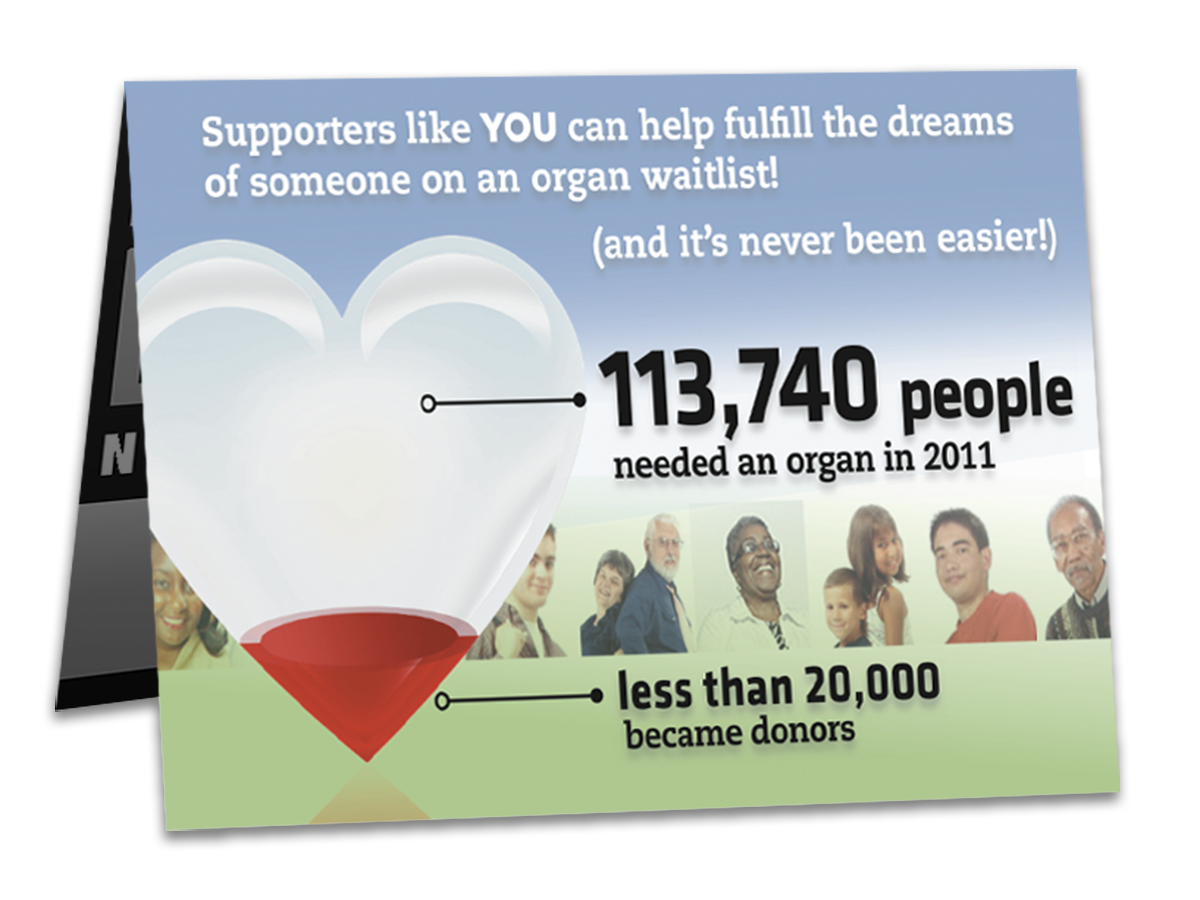 Supporters like YOU can help fulfill the dreams
of someone on an organ waitlist!
(and it's never been easier!)
113,740 people
needed an organ in 2011
less than 20,000
became donors
N